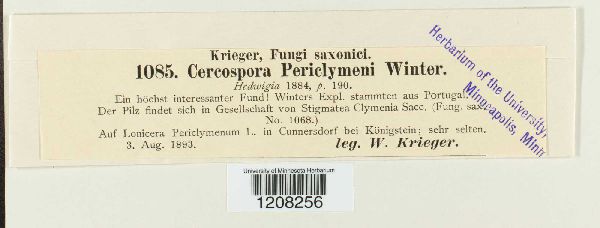 Krieger, Fungi saxonici.
1085. Cercospora Periclymeni Winter.
Hedwigia 1884, p. 190.
Ein höchst interessanter Fund! Winters Expl. stammten aus Portugal.
Der Pilz findet sich in Gesellschaft von Stigmatea Clymenia Sacc. (Fung. sax.
No. 1068.)
Auf Lonicera Periclymenum L. in Cunnersdorf bei Königstein; sehr selten.
3. Aug. 1893.
leg. W. Krieger.
Herbarium of the University,
Minneapolis, Minn
University of Minnesota Herbarium
1208256